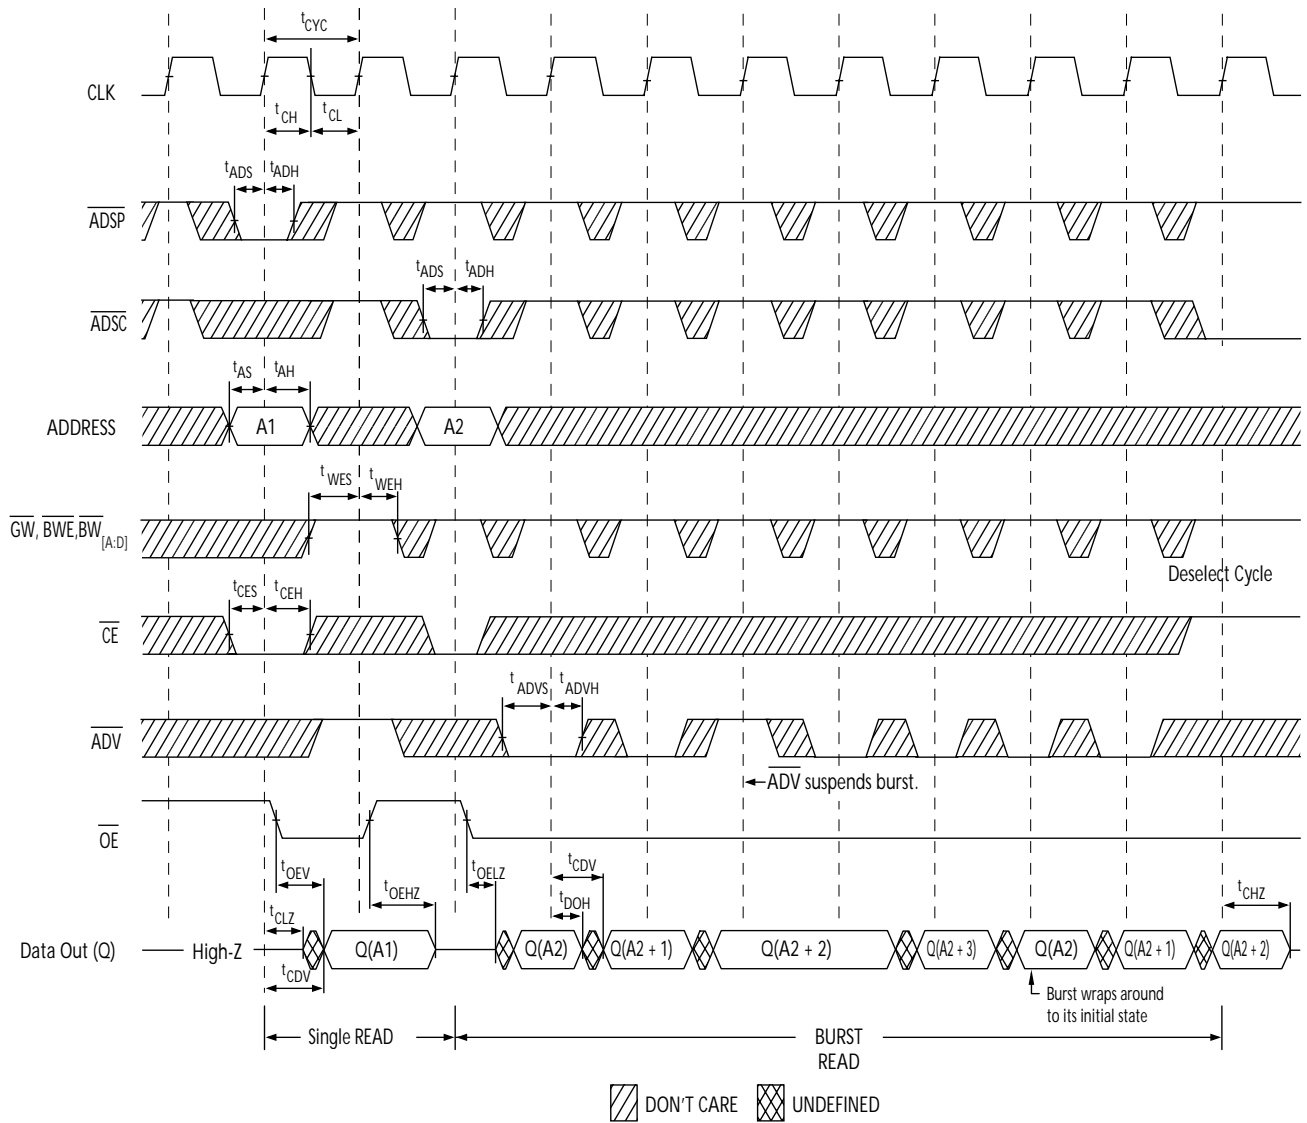 tCYC
CLK
tCH
tCL
tADS
tADH
ADSP
tADS
tADH
ADSC
tAS
tAH
ADDRESS
A1
A2
tWES
tWEH
GW, BWE,BW[A:D]
Deselect Cycle
tCES
tCEH
CE
tADVS
tADVH
ADV
ADV suspends burst.
OE
tOEV
tOEHZ
tOELZ
tCDV
tCHZ
tCLZ
tDOH
Data Out (Q)
High-Z
Q(A1)
Q(A2)
Q(A2 + 1)
Q(A2 + 2)
Q(A2 + 3)
Q(A2)
Q(A2 + 1)
Q(A2 + 2)
tCDV
Burst wraps around
to its initial state
Single READ
BURST
READ
DON'T CARE
UNDEFINED